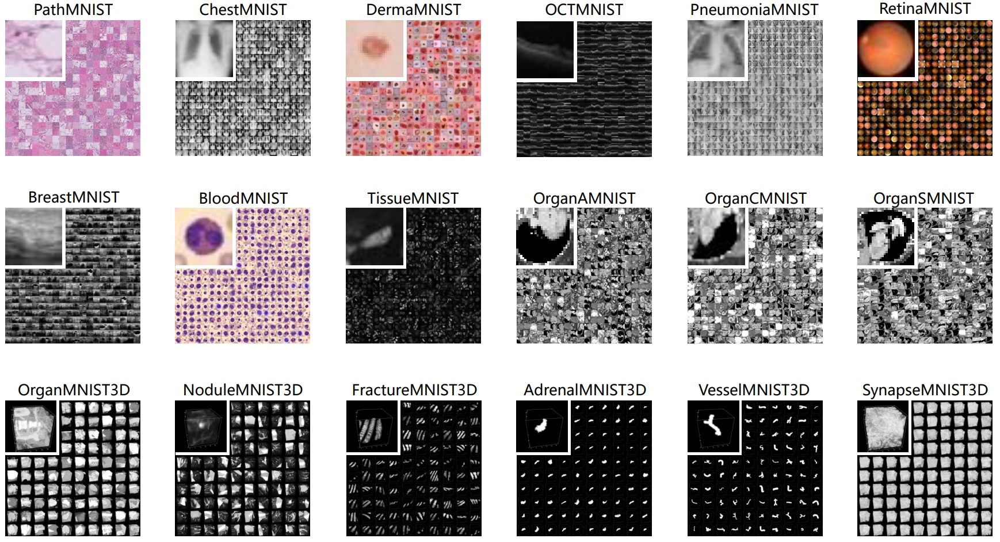 PathMNIST
ChestMNIST
DermaMNIST
OCTMNIST
PneumoniaMNIST
RetinaMNIST
BreastMNIST
BloodMNIST
TissueMNIST
OrganAMNIST
OrganCMNIST
OrganSMNIST
OrganMNIST3D
NoduleMNIST3D
FractureMNIST3D
AdrenalMNIST3D
VesselMNIST3D
SynapseMNIST3D